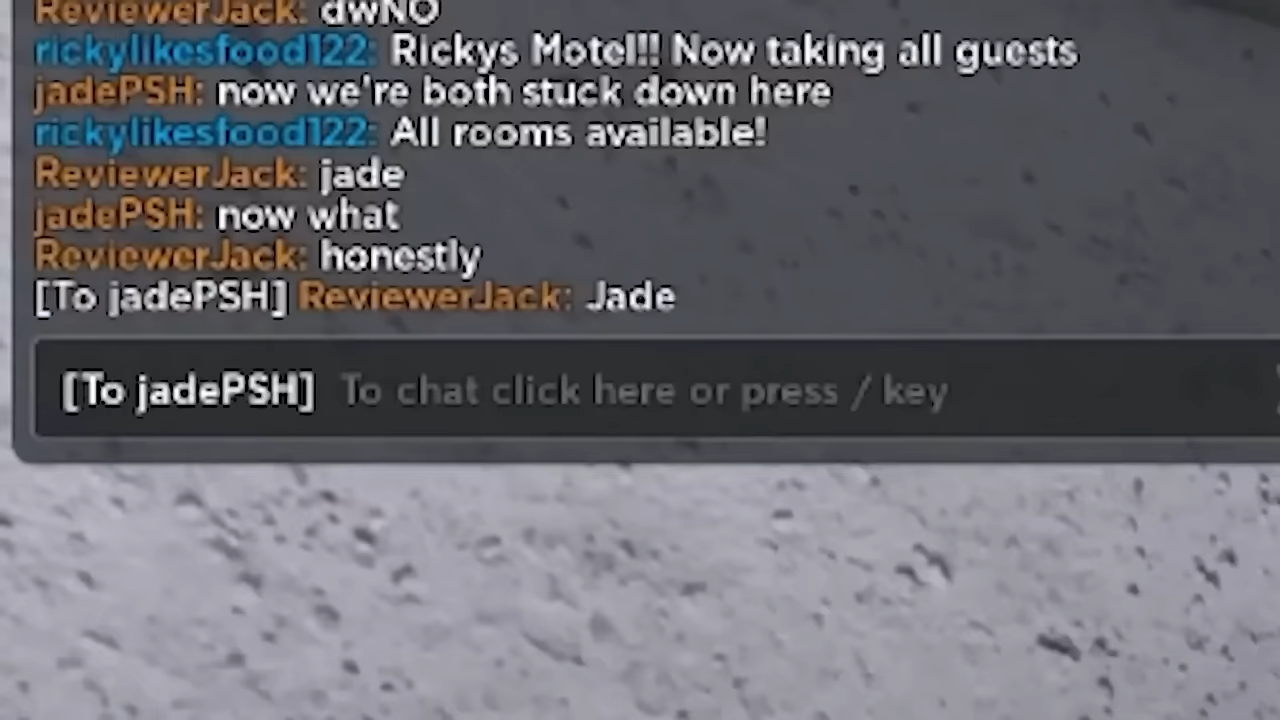 ReviewerJack: dwNO
rickylikesfood122: Rickys Motel!! Now taking all guests
jadePSH: now we're both stuck down here
rickylikesfood122: All rooms available!
ReviewerJack: jade
jadePSH: now what
ReviewerJack: honestly
[To jadePSH] ReviewerJack: Jade
[To jadePSH] To chat click here or press / key